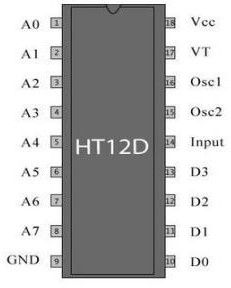 A0 1 18 Vcc
A1 2 17 VT
A2 3 16 Osc1
A3 4 15 Osc2
A4 5 14 Input
HT12D
A5 6 13 D3
A6 7 12 D2
A7 8 11 D1
GND 9 10 D0